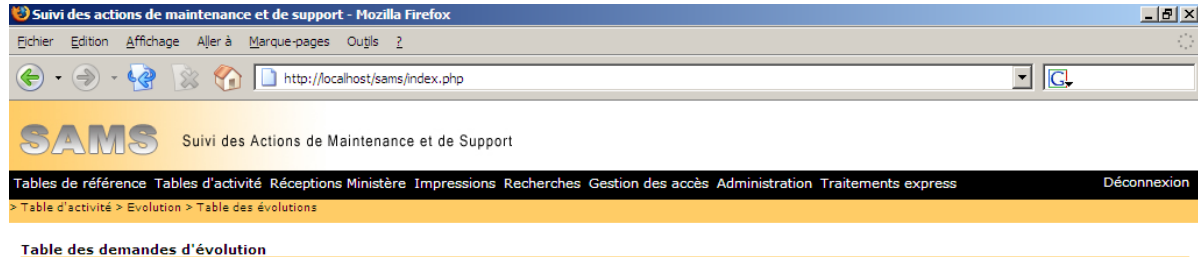 Suivi des actions de maintenance et de support - Mozilla Firefox
Fichier Edition Affichage Aller à Marque-pages Outils ?
http://localhost/sams/index.php G
SAMS Suivi des Actions de Maintenance et de Support
Tables de référence Tables d'activité Réceptions Ministère Impressions Recherches Gestion des accès Administration Traitements express Déconnexion
> Table d'activité > Evolution > Table des évolutions
Table des demandes d'évolution